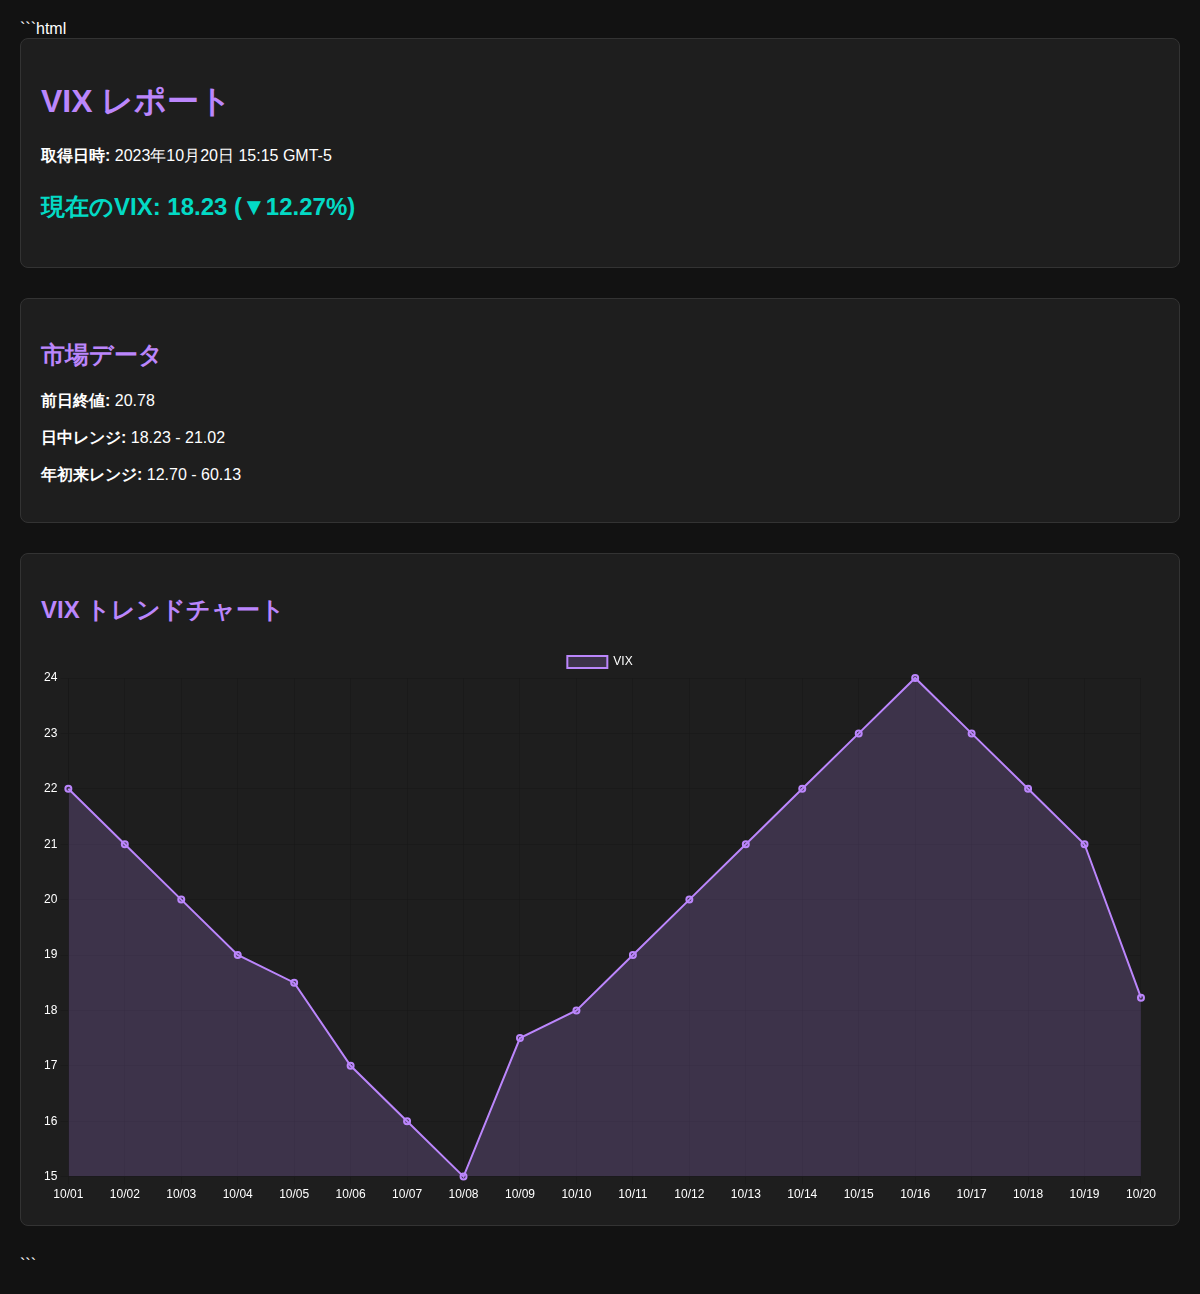 ```html
VIX レポート
取得日時: 2023年10月20日 15:15 GMT-5
現在のVIX: 18.23 (▼12.27%)
市場データ
前日終値: 20.78
日中レンジ: 18.23 - 21.02
年初来レンジ: 12.70 - 60.13
VIX トレンドチャート
VIX
24
23
22
21
20
19
18
17
16
15
10/01 10/02 10/03 10/04 10/05 10/06 10/07 10/08 10/09 10/10 10/11 10/12 10/13 10/14 10/15 10/16 10/17 10/18 10/19 10/20
```